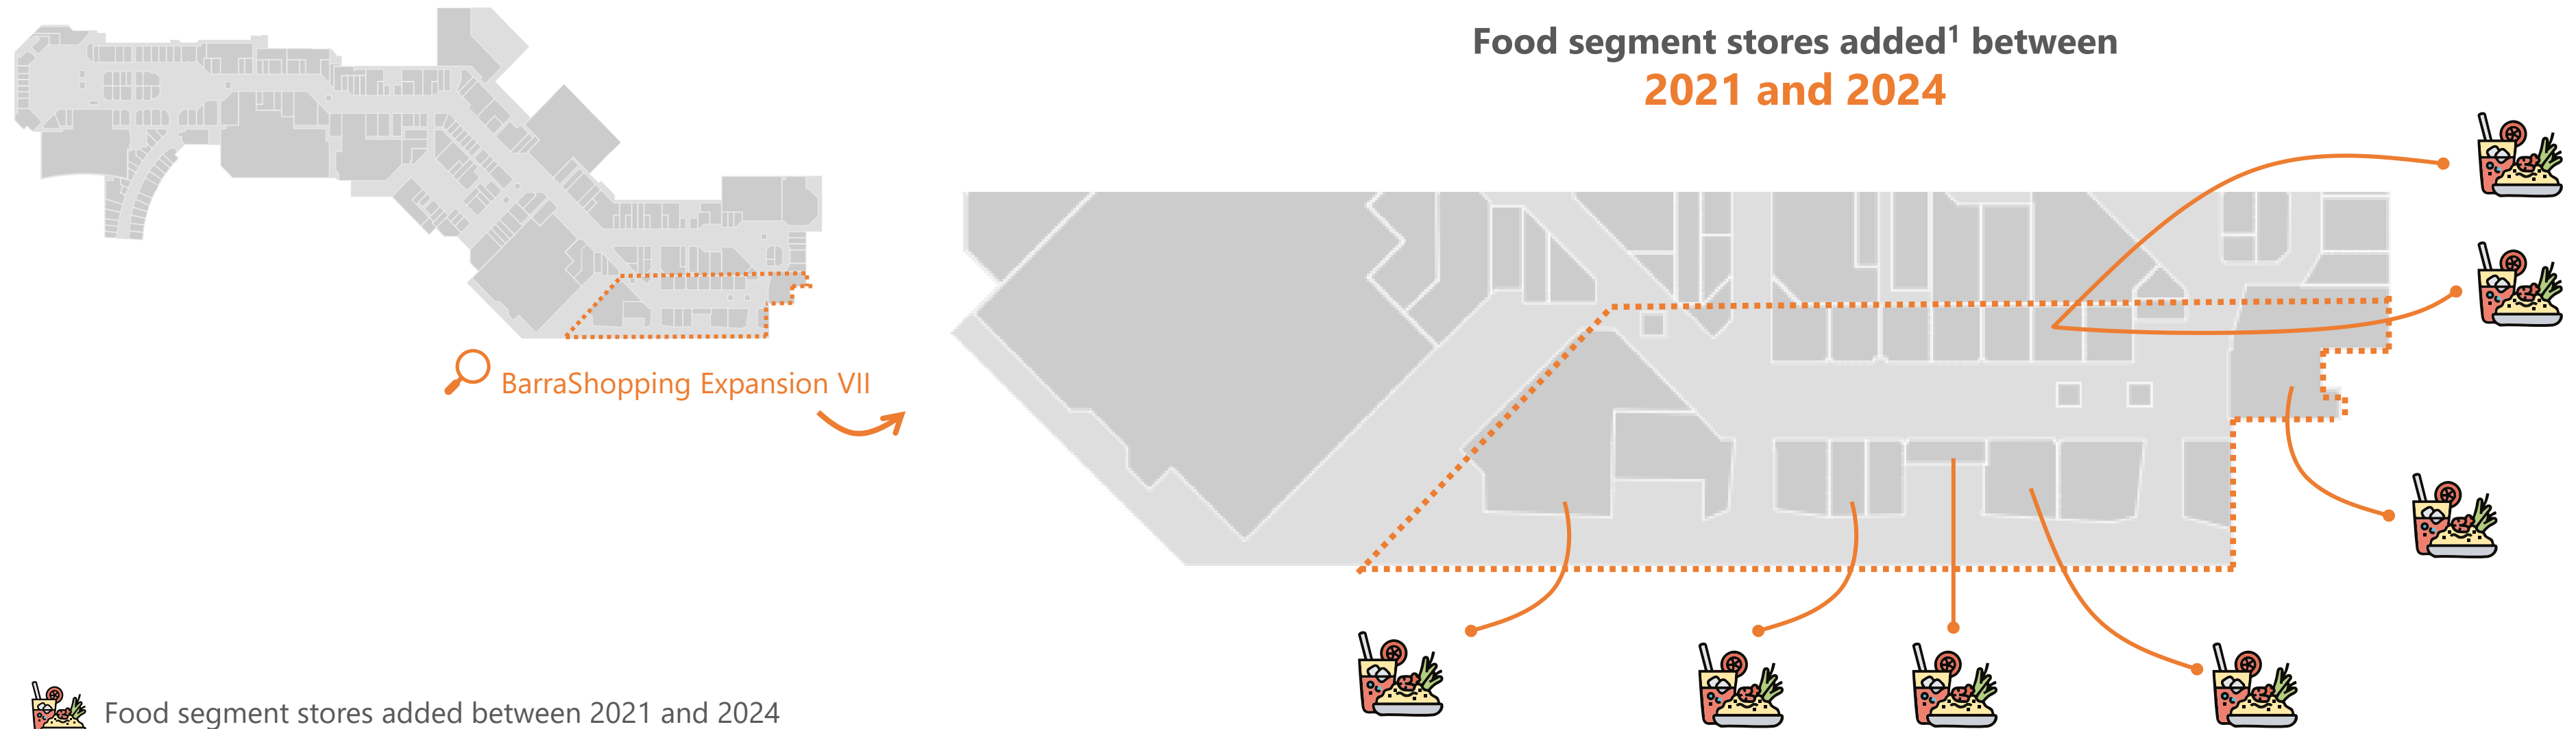 Food segment stores added¹ between
2021 and 2024
BarraShopping Expansion VII
Food segment stores added between 2021 and 2024